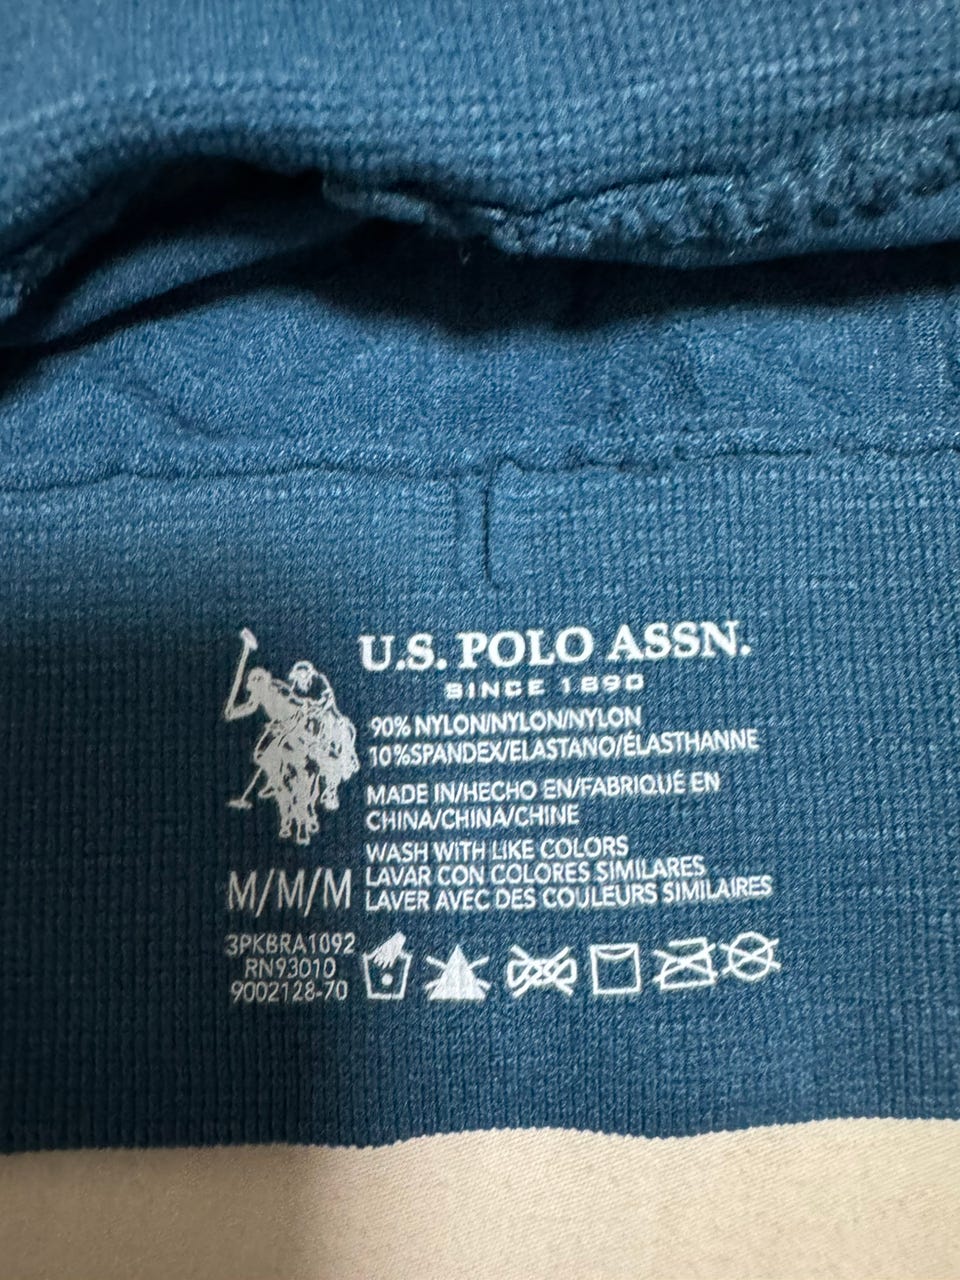 U.S. POLO ASSN.
SINCE 1890
90% NYLON/NYLON/NYLON
10%SPANDEX/ELASTANO/ÉLASTHANNE
MADE IN/HECHO EN/FABRIQUÉ EN
CHINA/CHINA/CHINE
WASH WITH LIKE COLORS
LAVAR CON COLORES SIMILARES
LAVER AVEC DES COULEURS SIMILAIRES
M/M/M
3PKBRA1092
RN93010
9002128-70